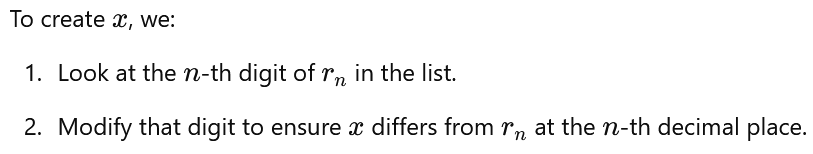 To create x, we:
1. Look at the n-th digit of rₙ in the list.
2. Modify that digit to ensure x differs from rₙ at the n-th decimal place.